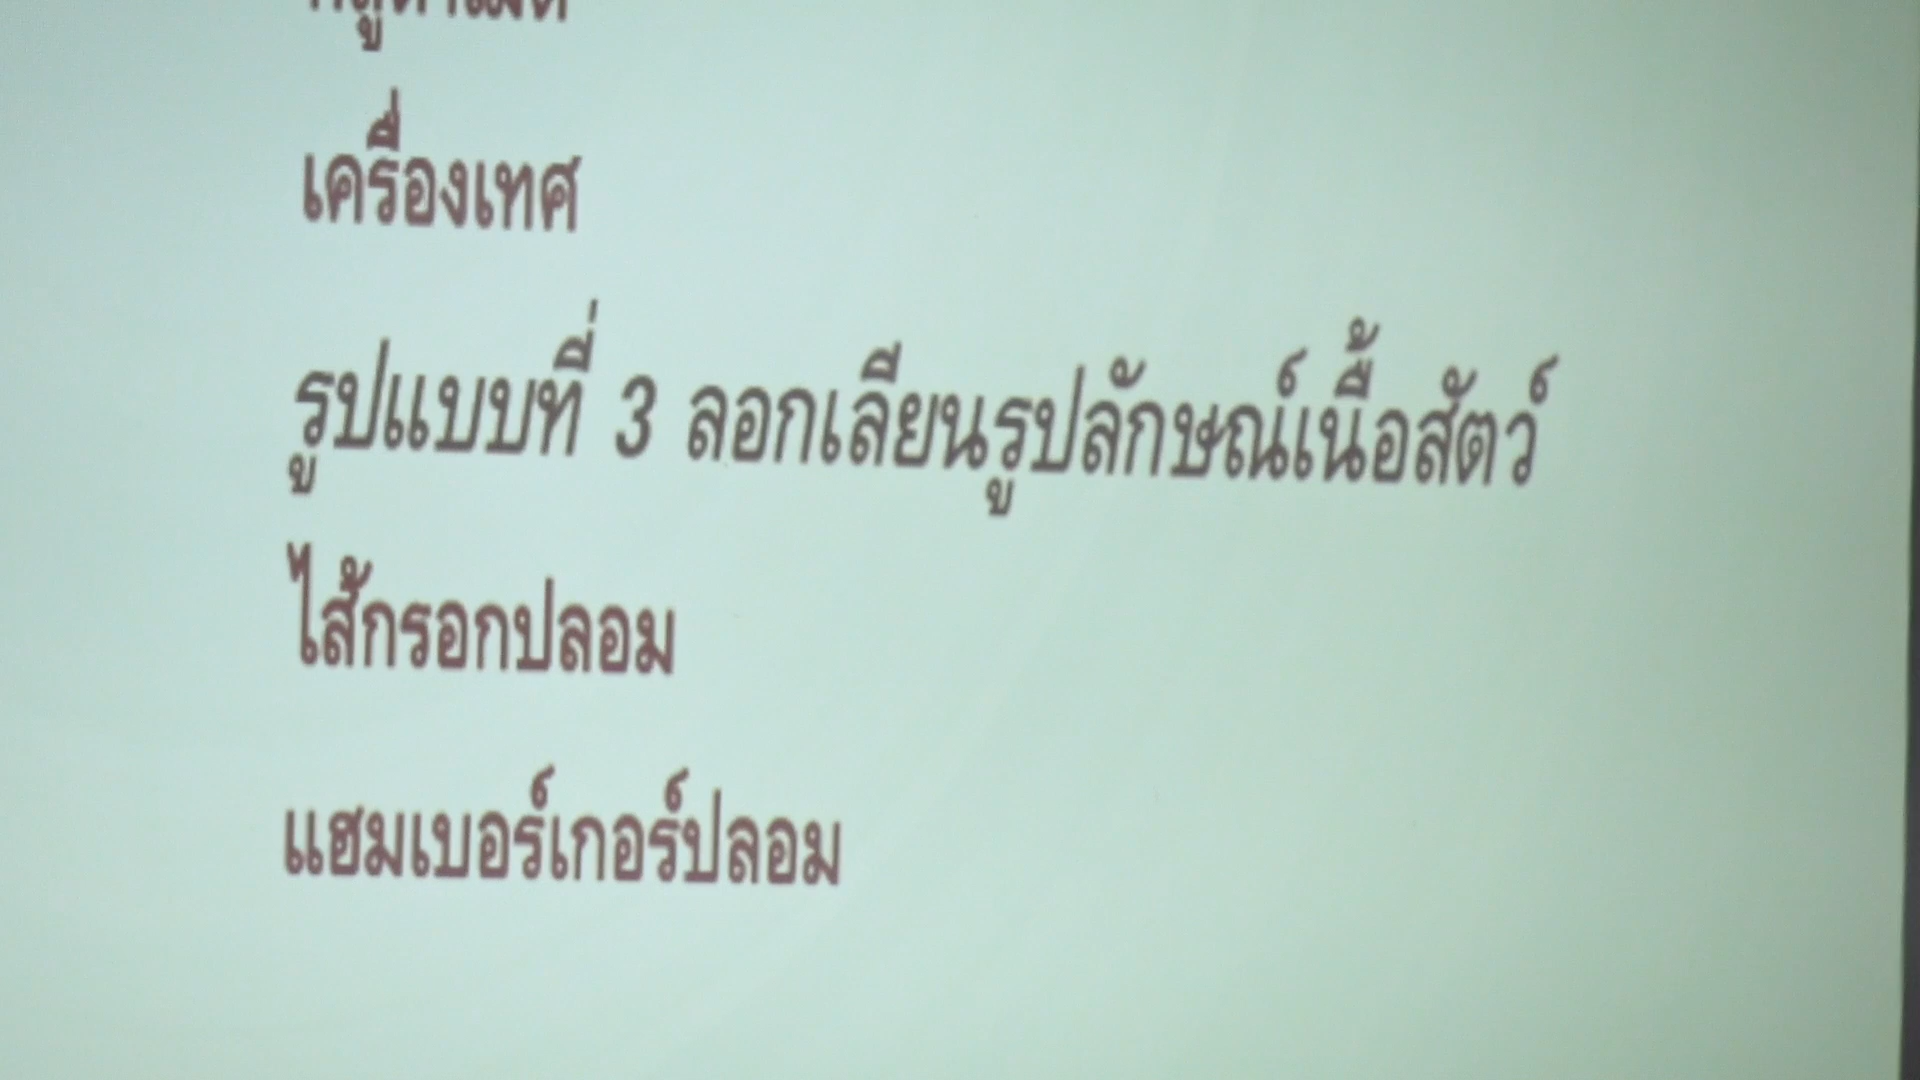 เครื่องเทศ
รูปแบบที่ 3 ลอกเลียนรูปลักษณ์เนื้อสัตว์
ไส้กรอกปลอม
แฮมเบอร์เกอร์ปลอม